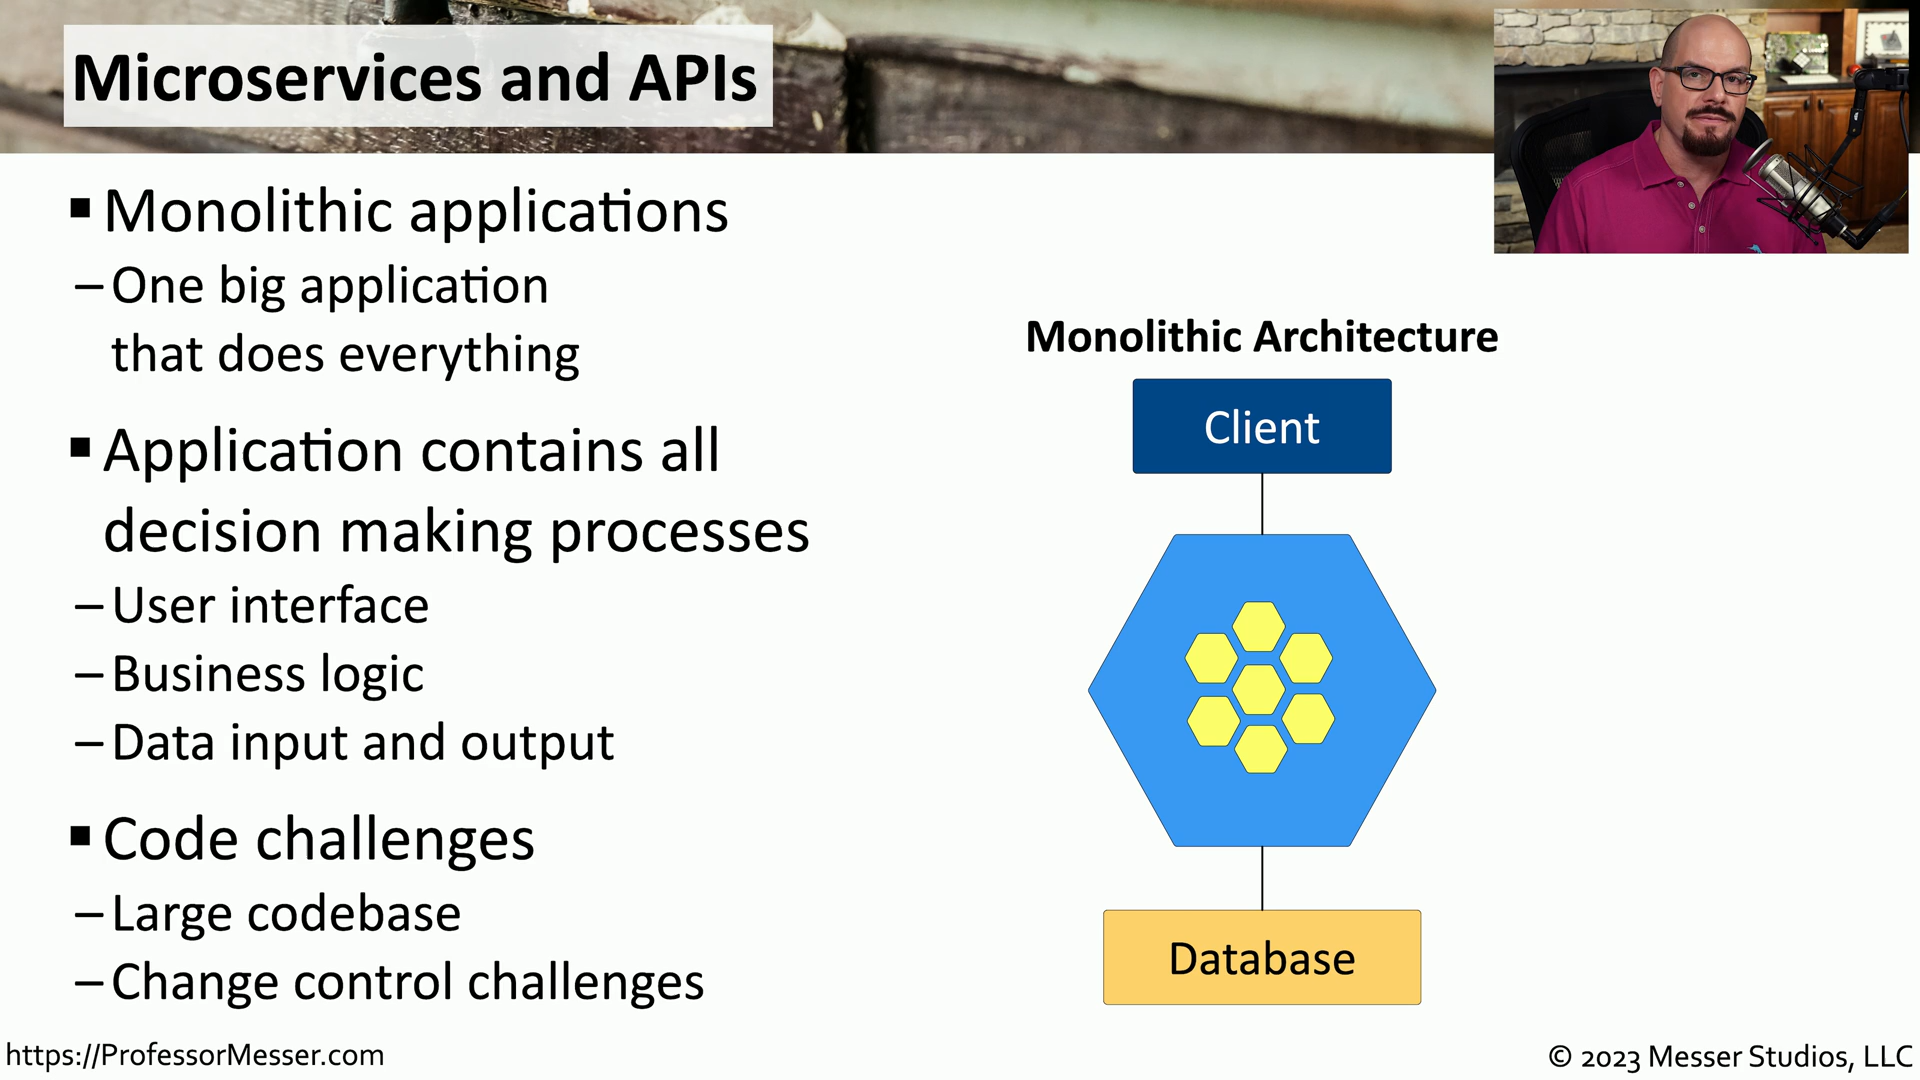 Microservices and APIs
▪ Monolithic applications
– One big application
that does everything
▪ Application contains all
decision making processes
– User interface
– Business logic
– Data input and output
▪ Code challenges
– Large codebase
– Change control challenges
Monolithic Architecture
Client
Database
https://ProfessorMesser.com
© 2023 Messer Studios, LLC